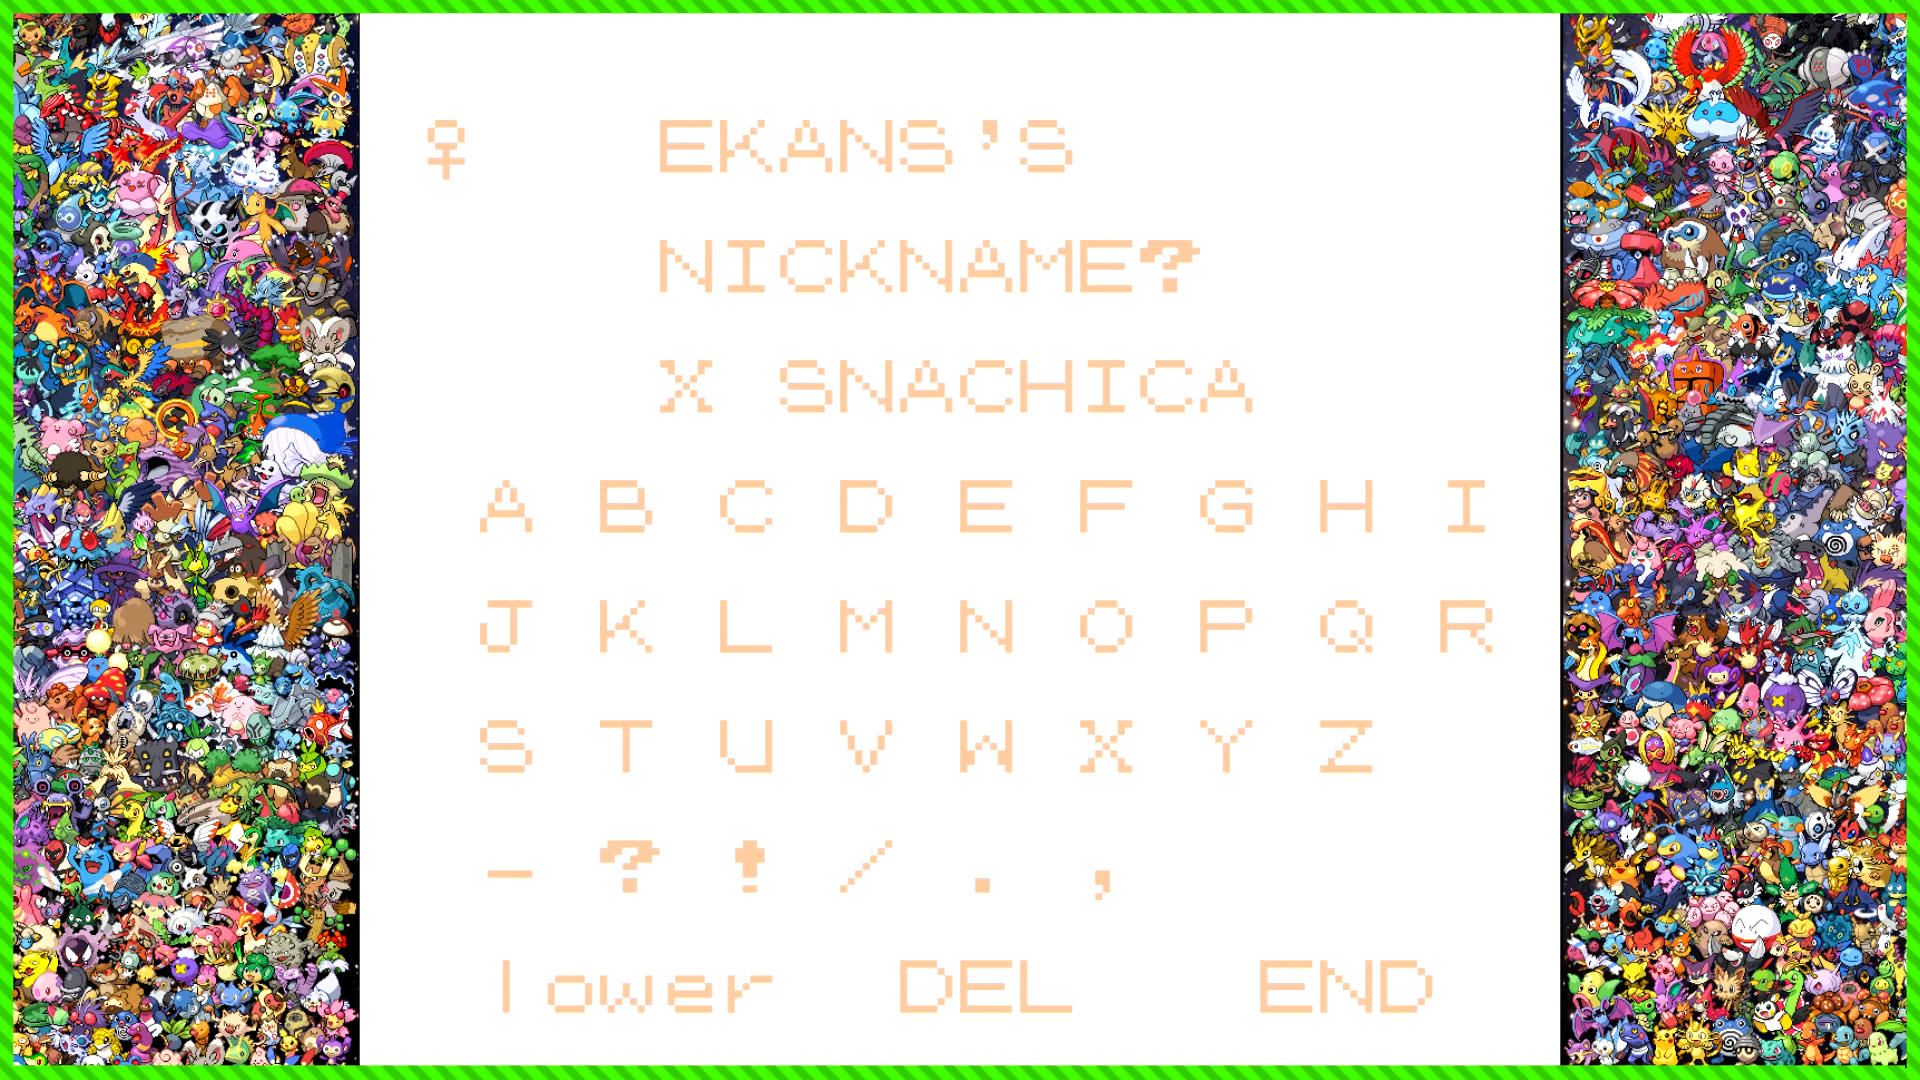 ♀ EKANS'S
NICKNAME?
X SNACHICA
A B C D E F G H I
J K L M N O P Q R
S T U V W X Y Z
- ? ! / . ,
lower DEL END